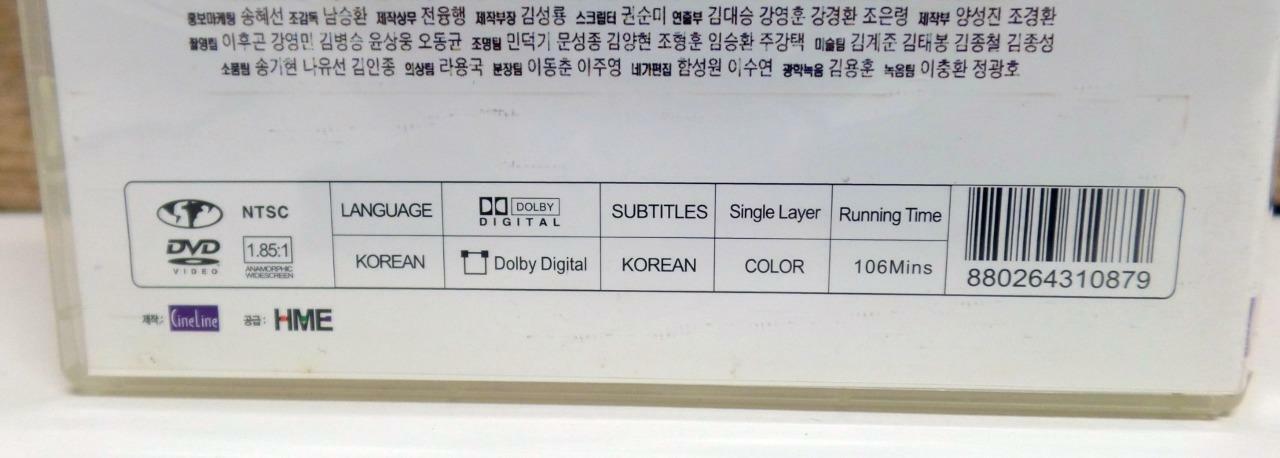 홍보마케팅 송혜선 조감독 남승환 제작상무 전융행 제작부장 김성룡 스크립터 권순미 연출부 김대승 강영훈 강경환 조은령 제작부 양성진 조경환
촬영팀 이후곤 강영민 김병승 윤상웅 오동균 조명팀 민덕기 문성종 김양현 조형훈 임승환 주강택 미술팀 김계준 김태봉 김종철 김종성
소품팀 송기현 나유선 김인종 의상팀 라용국 분장팀 이동춘 이주영 네가편집 함성원 이수연 광학녹음 김용훈 녹음팀 이충환 정광호
NTSC
DVD VIDEO
1.85:1
ANAMORPHIC WIDESCREEN
LANGUAGE
KOREAN
DOLBY DIGITAL
Dolby Digital
SUBTITLES
KOREAN
Single Layer
COLOR
Running Time
106Mins
880264310879
제작: CineLine 공급: HME